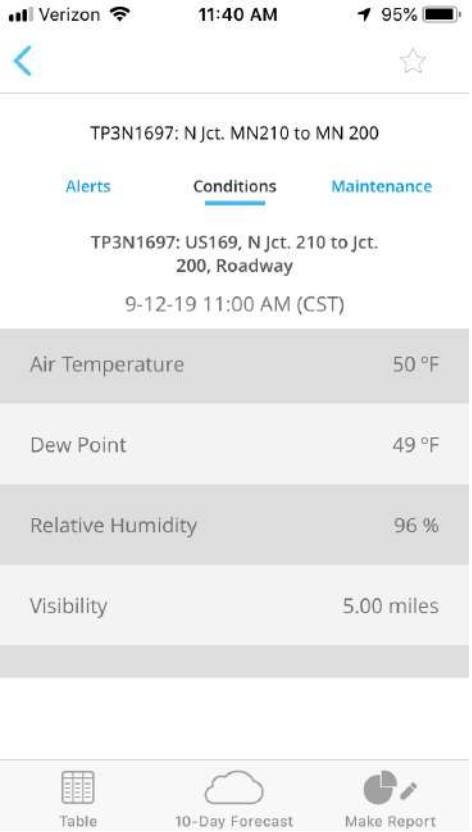 Verizon 11:40 AM 95%
TP3N1697: N Jct. MN210 to MN 200
Alerts Conditions Maintenance
TP3N1697: US169, N Jct. 210 to Jct.
200, Roadway
9-12-19 11:00 AM (CST)
Air Temperature 50 °F
Dew Point 49 °F
Relative Humidity 96 %
Visibility 5.00 miles
Table 10-Day Forecast Make Report